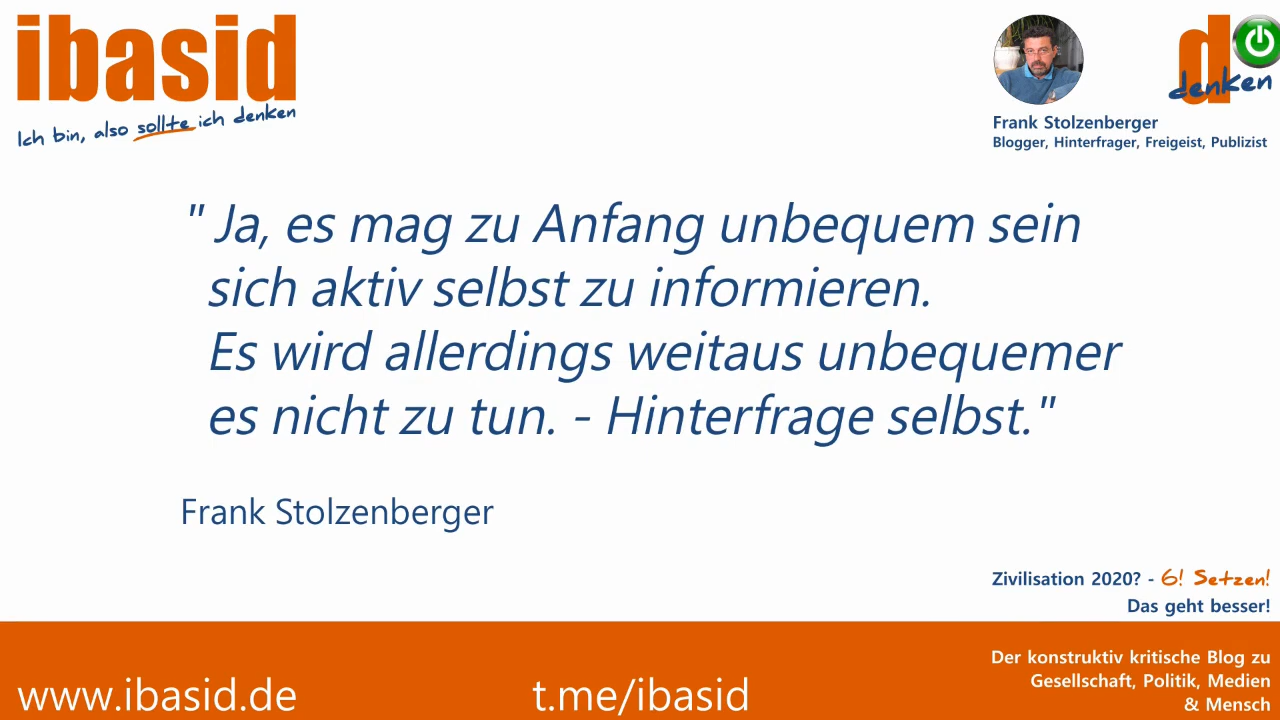 ibasid
Ich bin, also sollte ich denken
d
denken
Frank Stolzenberger
Blogger, Hinterfrager, Freigeist, Publizist
" Ja, es mag zu Anfang unbequem sein
sich aktiv selbst zu informieren.
Es wird allerdings weitaus unbequemer
es nicht zu tun. - Hinterfrage selbst."
Frank Stolzenberger
Zivilisation 2020? - 6! Setzen!
Das geht besser!
www.ibasid.de
t.me/ibasid
Der konstruktiv kritische Blog zu
Gesellschaft, Politik, Medien
& Mensch